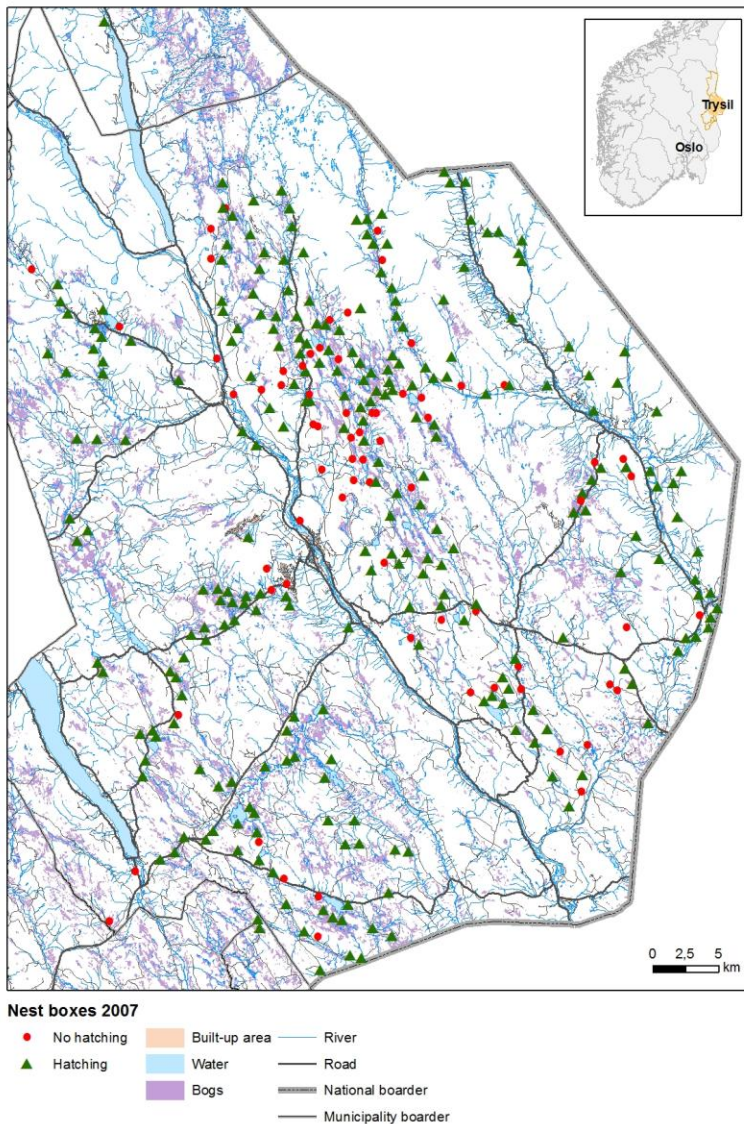 Trysil
Oslo
0 2,5 5
km
Nest boxes 2007
No hatching
Hatching
Built-up area
Water
Bogs
River
Road
National boarder
Municipality boarder